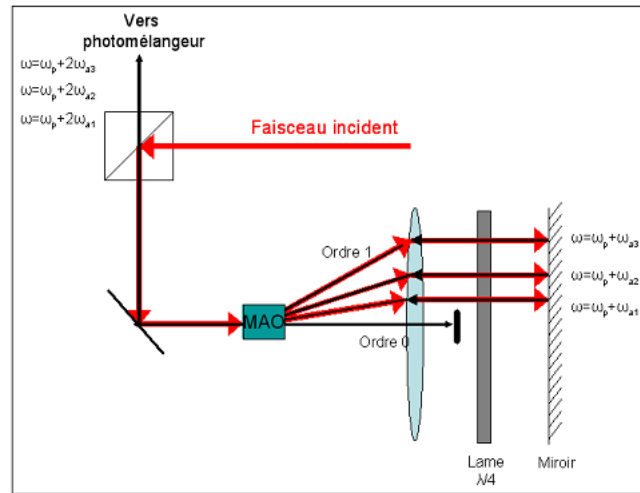 Vers
photomélangeur
ω=ωp+2ωa3
ω=ωp+2ωa2
ω=ωp+2ωa1
Faisceau incident
Ordre 1
MAO
Ordre 0
ω=ωp+ωa3
ω=ωp+ωa2
ω=ωp+ωa1
Lame
λ/4
Miroir